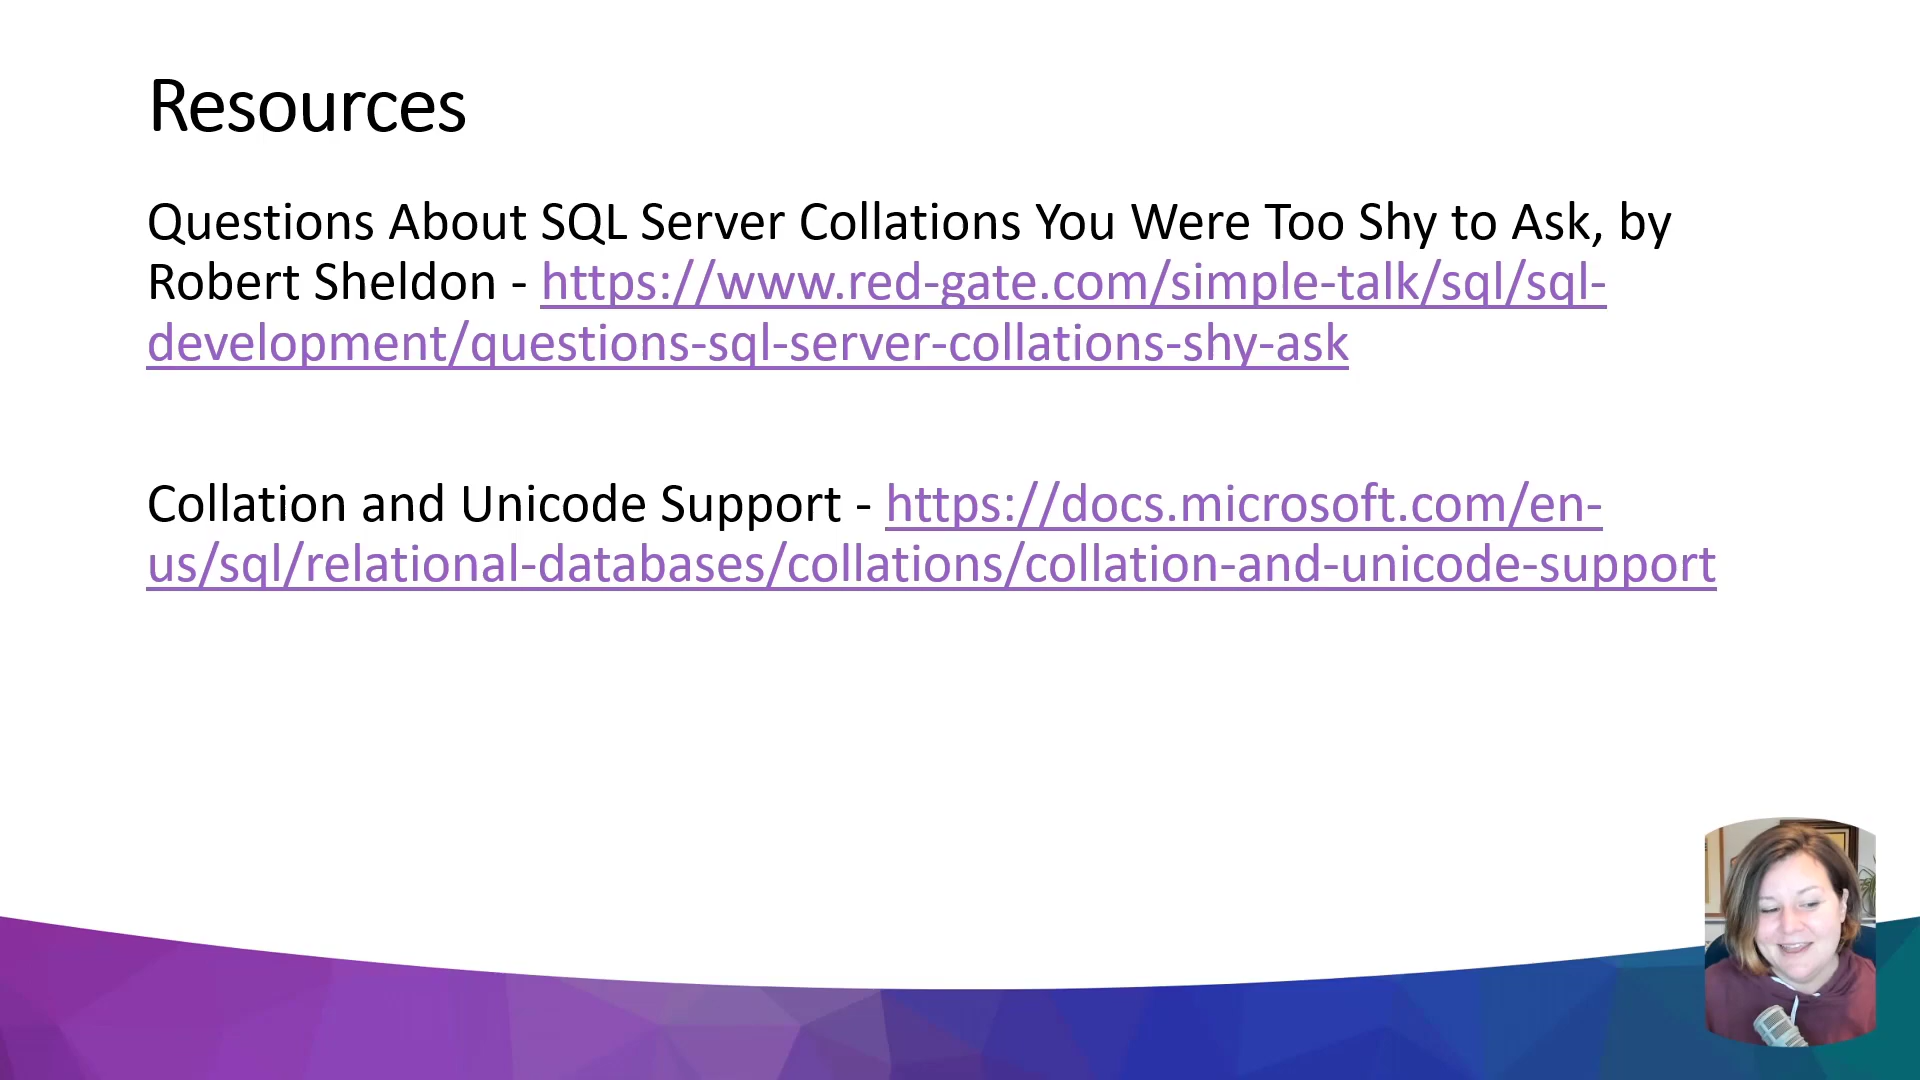 Resources
Questions About SQL Server Collations You Were Too Shy to Ask, by
Robert Sheldon - https://www.red-gate.com/simple-talk/sql/sql-
development/questions-sql-server-collations-shy-ask
Collation and Unicode Support - https://docs.microsoft.com/en-
us/sql/relational-databases/collations/collation-and-unicode-support